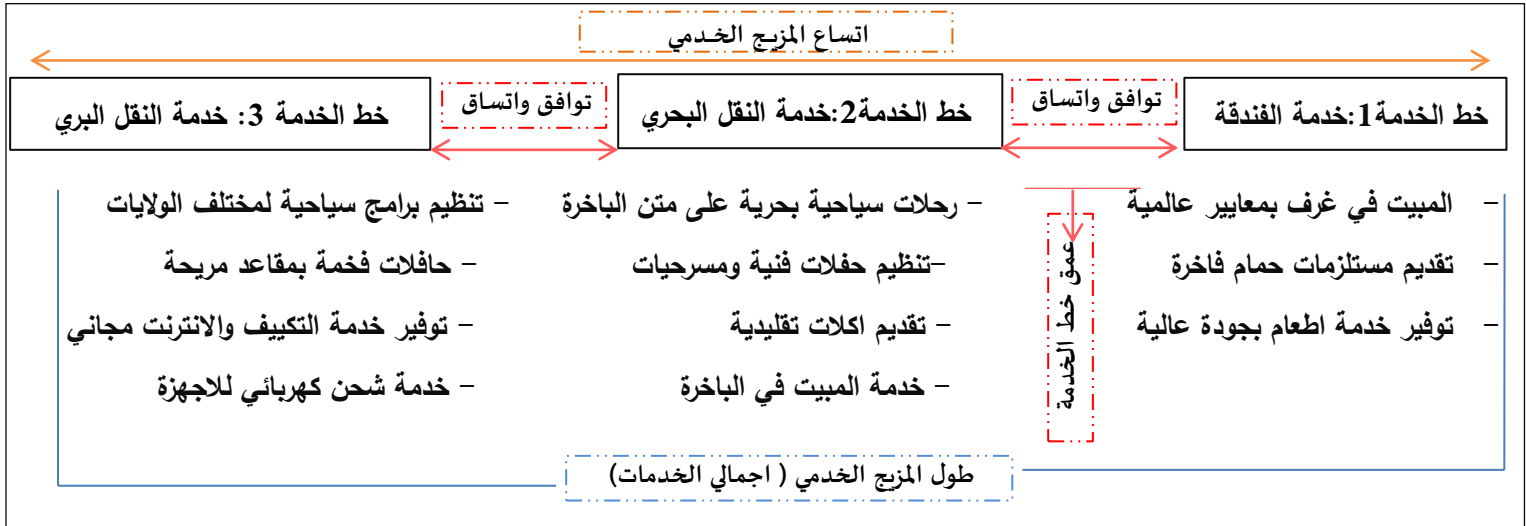 اتساع المزيج الخدمي
خط الخدمة1:خدمة الفندقة
توافق واتساق
خط الخدمة2:خدمة النقل البحري
توافق واتساق
خط الخدمة 3: خدمة النقل البري
- المبيت في غرف بمعايير عالمية
- تقديم مستلزمات حمام فاخرة
- توفير خدمة اطعام بجودة عالية
عمق خط الخدمة
- رحلات سياحية بحرية على متن الباخرة
-تنظيم حفلات فنية ومسرحيات
- تقديم اكلات تقليدية
- خدمة المبيت في الباخرة
- تنظيم برامج سياحية لمختلف الولايات
- حافلات فخمة بمقاعد مريحة
- توفير خدمة التكييف والانترنت مجاني
- خدمة شحن كهربائي للاجهزة
طول المزيج الخدمي ( اجمالي الخدمات)